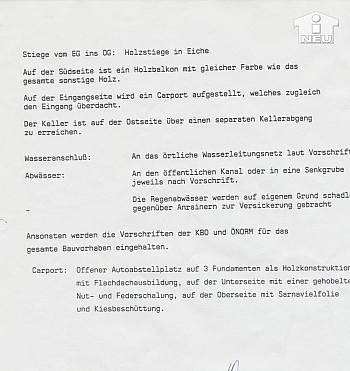 i
NEU
Stiege vom EG ins OG:  Holzstiege in Eiche
Auf der Südseite ist ein Holzbalkon mit gleicher Farbe wie das
gesamte sonstige Holz.
Auf der Eingangseite wird ein Carport aufgestellt, welches zugleich
den Eingang überdacht.
Der Keller ist auf der Ostseite über einen separaten Kellerabgang
zu erreichen.
Wasseranschluß: An das örtliche Wasserleitungsnetz laut Vorschrif
Abwässer: An den öffentlichen Kanal oder in eine Senkgrube
jeweils nach Vorschrift.
Die Regenabwässer werden auf eigenem Grund schadl
gegenüber Anrainern zur Versickerung gebracht
Ansonsten werden die Vorschriften der KBO und ÖNORM für das
gesamte Bauvorhaben eingehalten.
Carport: Offener Autoabstellplatz auf 3 Fundamenten als Holzkonstruktion
mit Flachdachausbildung, auf der Unterseite mit einer gehobelte
Nut- und Federschalung, auf der Oberseite mit Sarnavielfolie
und Kiesbeschüttung.